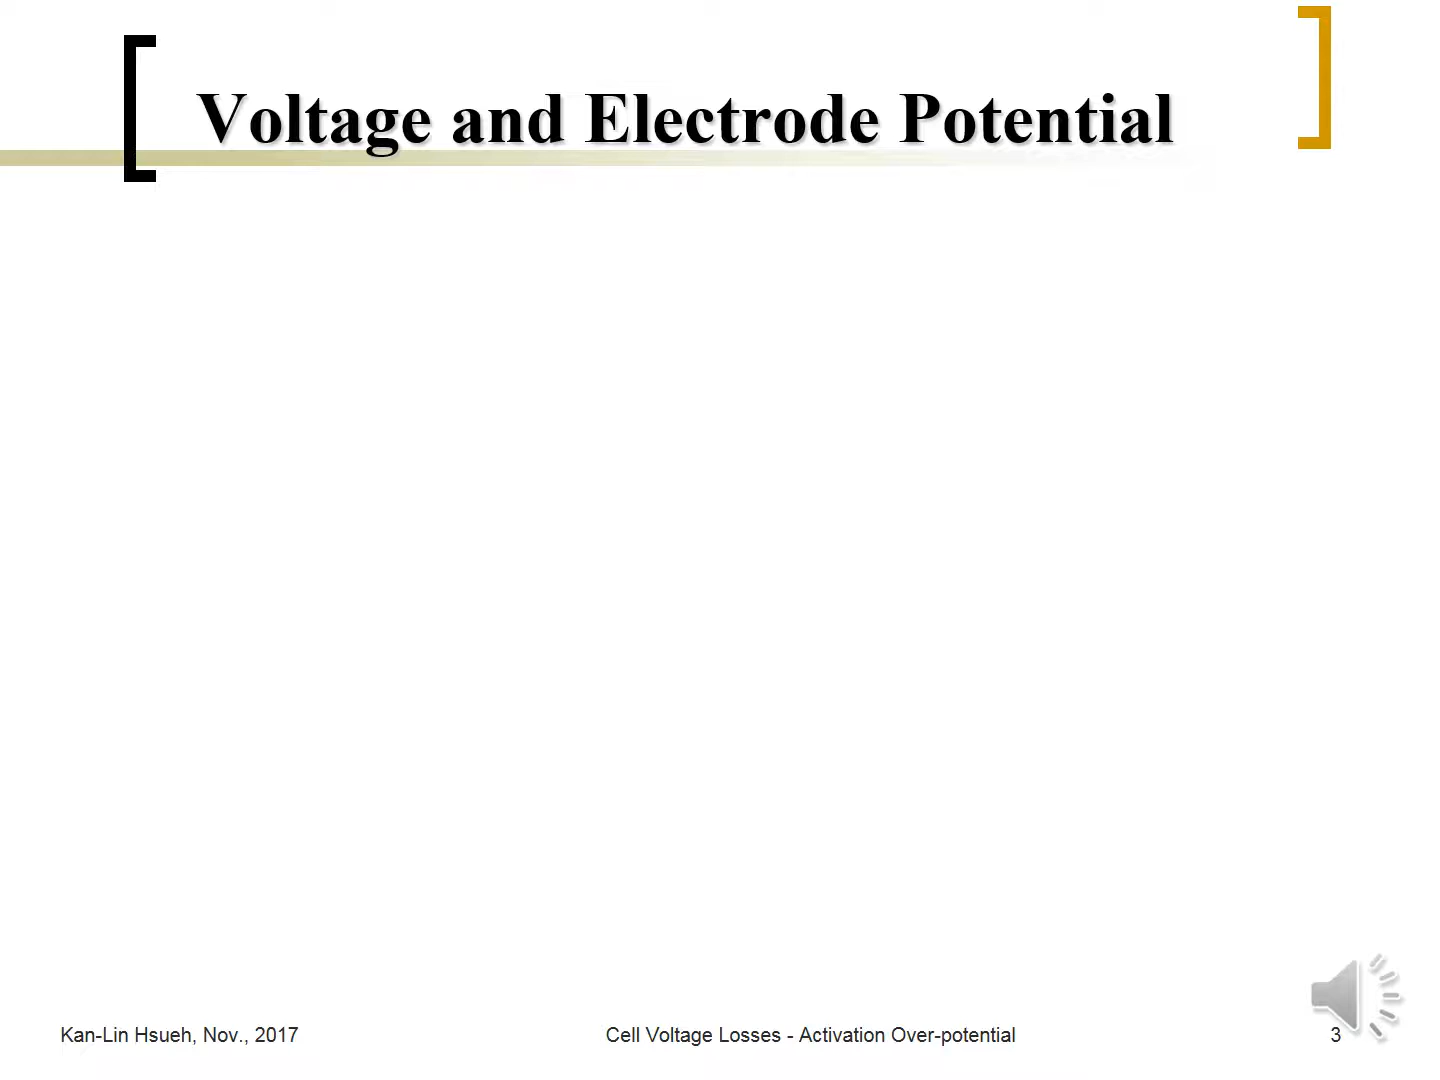 Voltage and Electrode Potential
Kan-Lin Hsueh, Nov., 2017
Cell Voltage Losses - Activation Over-potential
3